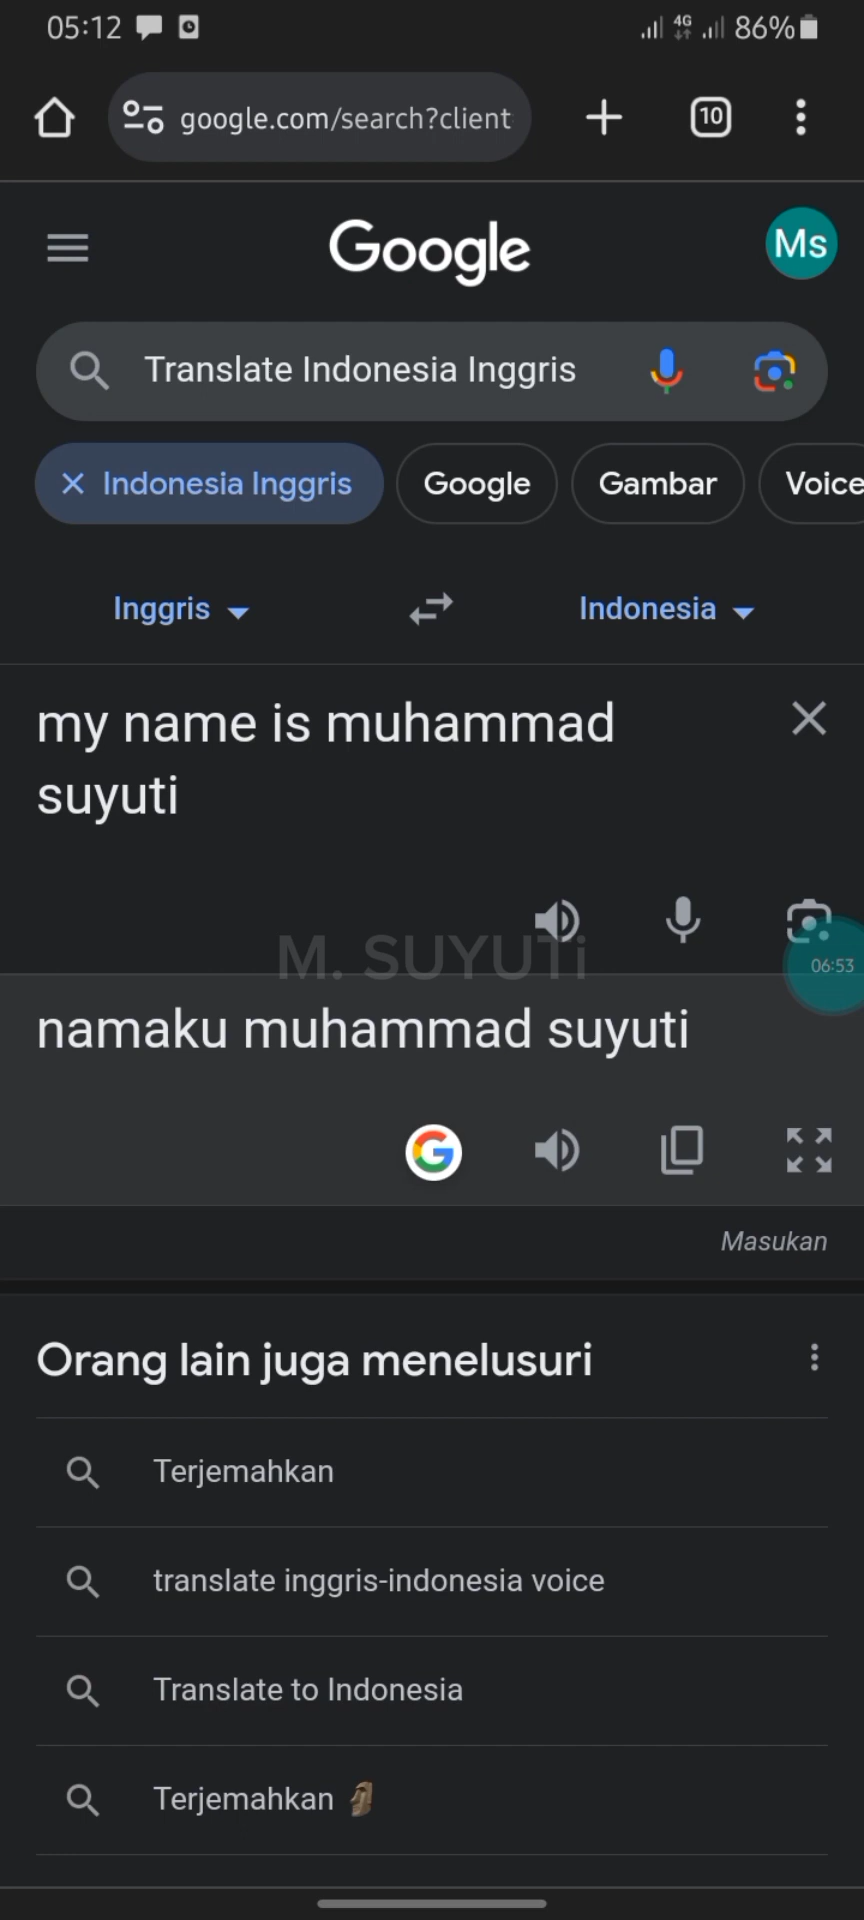 05:12
4G
86%
google.com/search?client
10
Google
Ms
Translate Indonesia Inggris
Indonesia Inggris
Google
Gambar
Voice
Inggris
Indonesia
my name is muhammad
suyuti
M. SUYUTi
06:53
namaku muhammad suyuti
Masukan
Orang lain juga menelusuri
Terjemahkan
translate inggris-indonesia voice
Translate to Indonesia
Terjemahkan 🗿